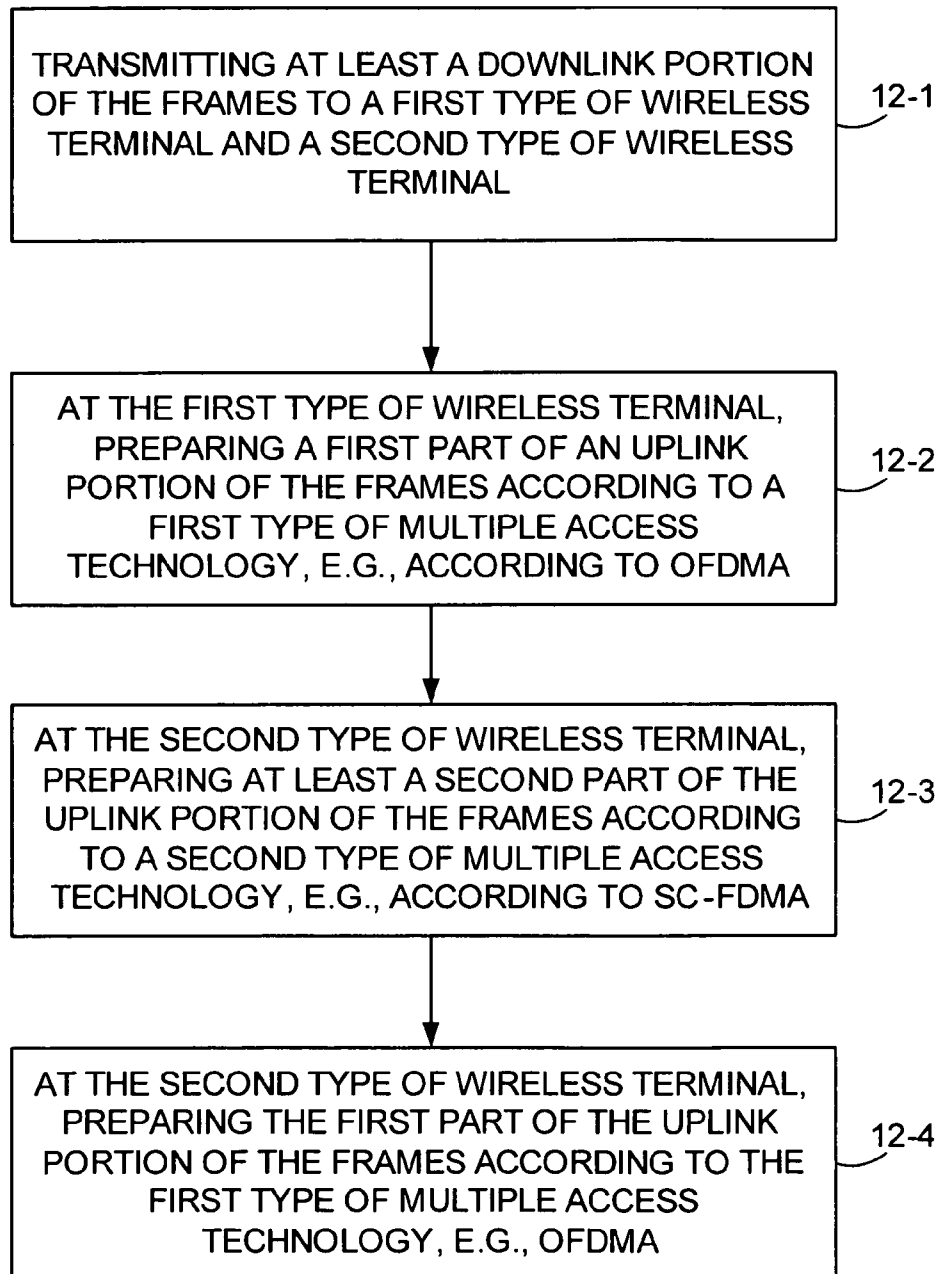 TRANSMITTING AT LEAST A DOWNLINK PORTION
OF THE FRAMES TO A FIRST TYPE OF WIRELESS
TERMINAL AND A SECOND TYPE OF WIRELESS
TERMINAL
12-1
AT THE FIRST TYPE OF WIRELESS TERMINAL,
PREPARING A FIRST PART OF AN UPLINK
PORTION OF THE FRAMES ACCORDING TO A
FIRST TYPE OF MULTIPLE ACCESS
TECHNOLOGY, E.G., ACCORDING TO OFDMA
12-2
AT THE SECOND TYPE OF WIRELESS TERMINAL,
PREPARING AT LEAST A SECOND PART OF THE
UPLINK PORTION OF THE FRAMES ACCORDING
TO A SECOND TYPE OF MULTIPLE ACCESS
TECHNOLOGY, E.G., ACCORDING TO SC-FDMA
12-3
AT THE SECOND TYPE OF WIRELESS TERMINAL,
PREPARING THE FIRST PART OF THE UPLINK
PORTION OF THE FRAMES ACCORDING TO THE
FIRST TYPE OF MULTIPLE ACCESS
TECHNOLOGY, E.G., OFDMA
12-4